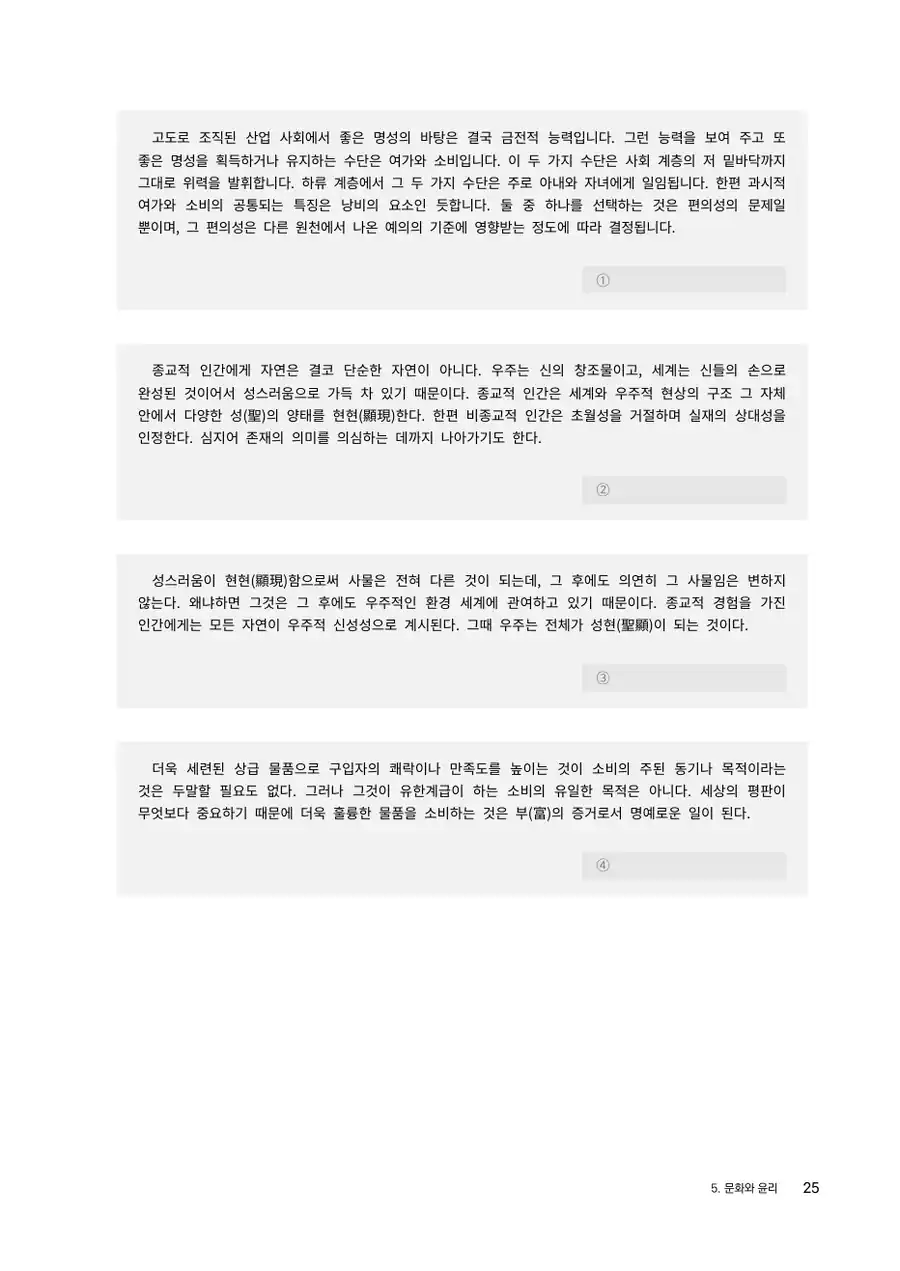 고도로 조직된 산업 사회에서 좋은 명성의 바탕은 결국 금전적 능력입니다. 그런 능력을 보여 주고 또
좋은 명성을 획득하거나 유지하는 수단은 여가와 소비입니다. 이 두 가지 수단은 사회 계층의 저 밑바닥까지
그대로 위력을 발휘합니다. 하류 계층에서 그 두 가지 수단은 주로 아내와 자녀에게 일임됩니다. 한편 과시적
여가와 소비의 공통되는 특징은 낭비의 요소인 듯합니다. 둘 중 하나를 선택하는 것은 편의성의 문제일
뿐이며, 그 편의성은 다른 원천에서 나온 예의의 기준에 영향받는 정도에 따라 결정됩니다.
①
종교적 인간에게 자연은 결코 단순한 자연이 아니다. 우주는 신의 창조물이고, 세계는 신들의 손으로
완성된 것이어서 성스러움으로 가득 차 있기 때문이다. 종교적 인간은 세계와 우주적 현상의 구조 그 자체
안에서 다양한 성(聖)의 양태를 현현(顯現)한다. 한편 비종교적 인간은 초월성을 거절하며 실재의 상대성을
인정한다. 심지어 존재의 의미를 의심하는 데까지 나아가기도 한다.
②
성스러움이 현현(顯現)함으로써 사물은 전혀 다른 것이 되는데, 그 후에도 의연히 그 사물임은 변하지
않는다. 왜냐하면 그것은 그 후에도 우주적인 환경 세계에 관여하고 있기 때문이다. 종교적 경험을 가진
인간에게는 모든 자연이 우주적 신성성으로 계시된다. 그때 우주는 전체가 성현(聖顯)이 되는 것이다.
③
더욱 세련된 상급 물품으로 구입자의 쾌락이나 만족도를 높이는 것이 소비의 주된 동기나 목적이라는
것은 두말할 필요도 없다. 그러나 그것이 유한계급이 하는 소비의 유일한 목적은 아니다. 세상의 평판이
무엇보다 중요하기 때문에 더욱 훌륭한 물품을 소비하는 것은 부(富)의 증거로서 명예로운 일이 된다.
④
5. 문화와 윤리 25